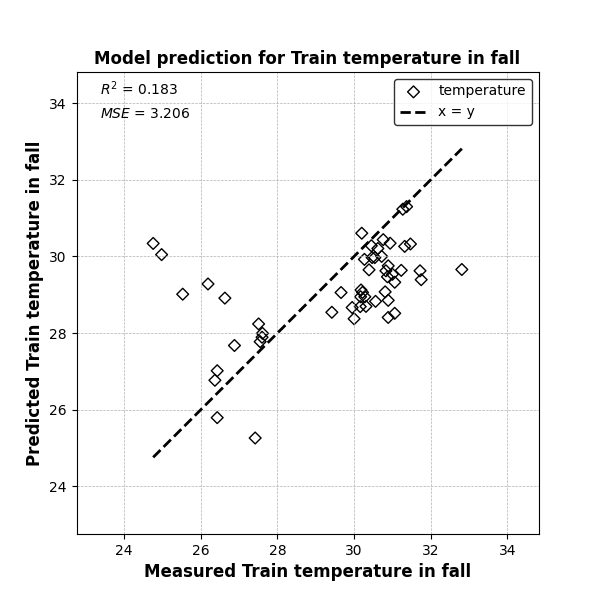 Model prediction for Train temperature in fall
R² = 0.183
MSE = 3.206
temperature
x = y
34
32
30
28
26
24
24 26 28 30 32 34
Predicted Train temperature in fall
Measured Train temperature in fall